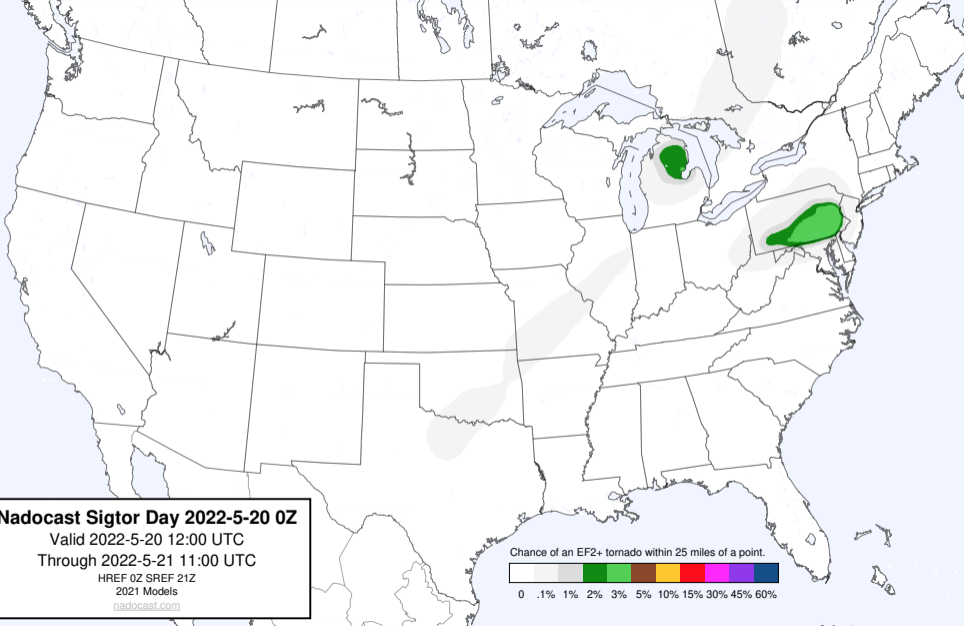 Nadocast Sigtor Day 2022-5-20 0Z
Valid 2022-5-20 12:00 UTC
Through 2022-5-21 11:00 UTC
HREF 0Z SREF 21Z
2021 Models
nadocast.com
Chance of an EF2+ tornado within 25 miles of a point.
0 .1% 1% 2% 3% 5% 10% 15% 30% 45% 60%